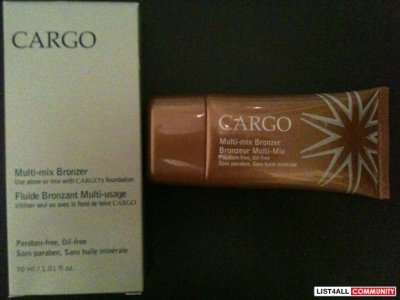 CARGO
Multi-mix Bronzer
Use alone or mix with CARGO's foundation
Fluide Bronzant Multi-usage
Utiliser seul ou avec le fond de teint CARGO
Paraben-free, Oil-free
Sans paraben, Sans huile minérale
30 ml / 1.01 fl oz.
CARGO
Multi-mix Bronzer
Bronzeur Multi-Mix
Paraben-free, Oil-free
Sans paraben, Sans huile minérale
LIST4ALL COMMUNITY